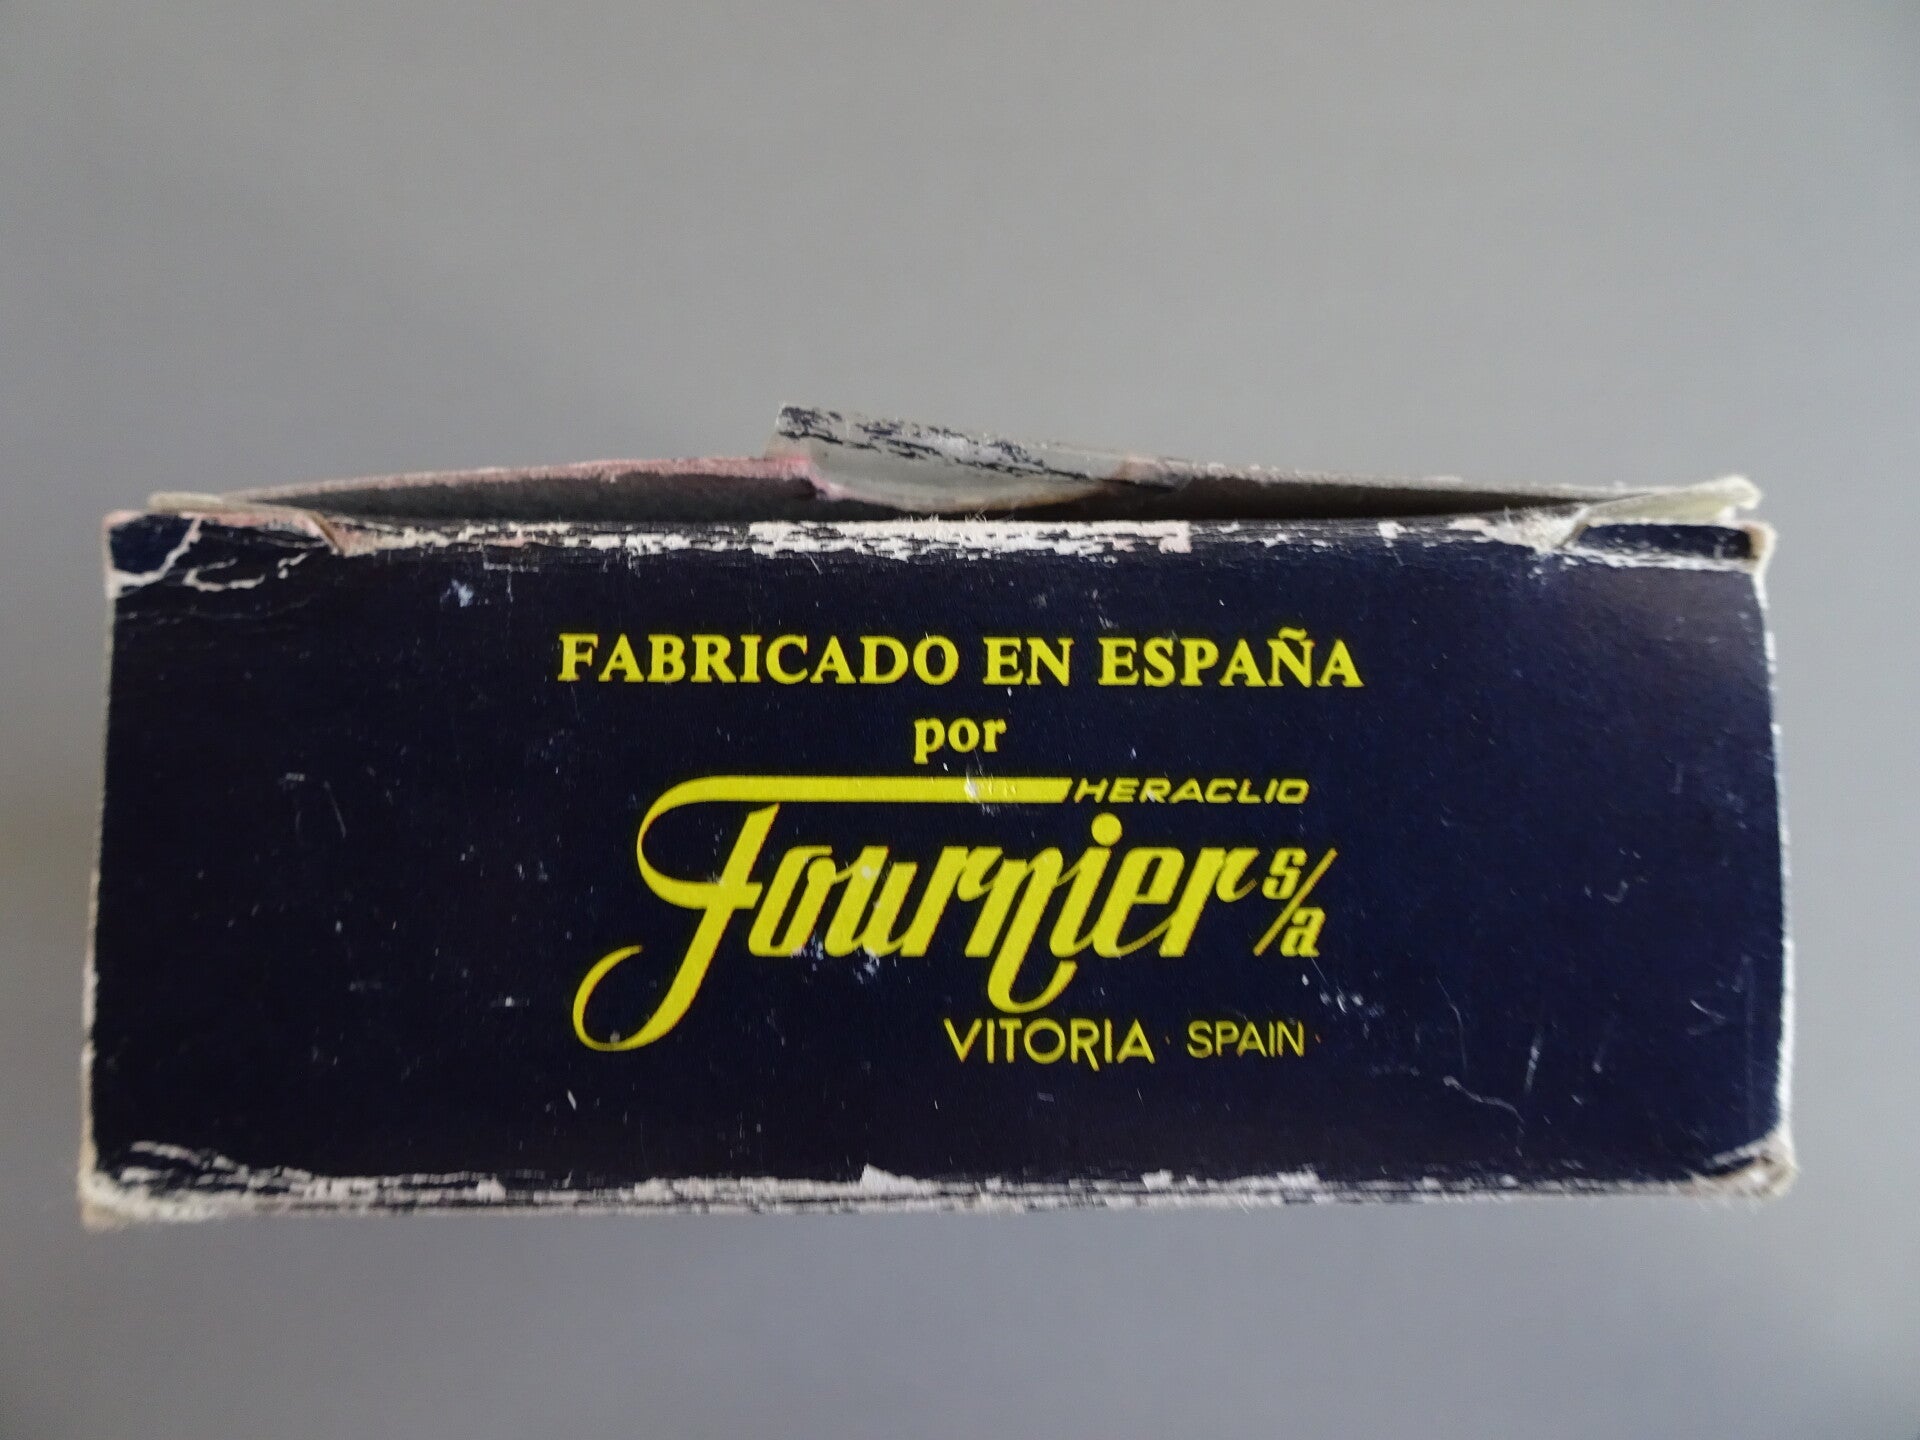 FABRICADO EN ESPAÑA
por
HERACLIO
Fournier s/a
VITORIA · SPAIN ·